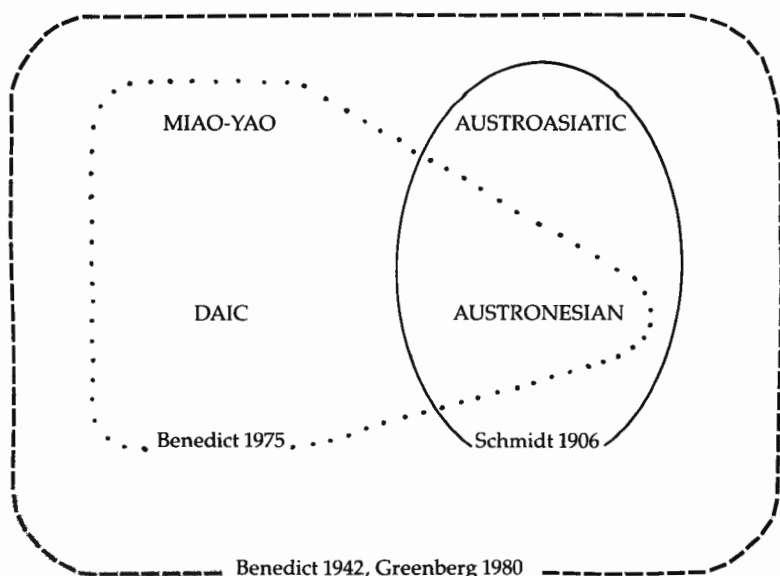 MIAO-YAO AUSTROASIATIC
DAIC AUSTRONESIAN
Benedict 1975 Schmidt 1906
Benedict 1942, Greenberg 1980